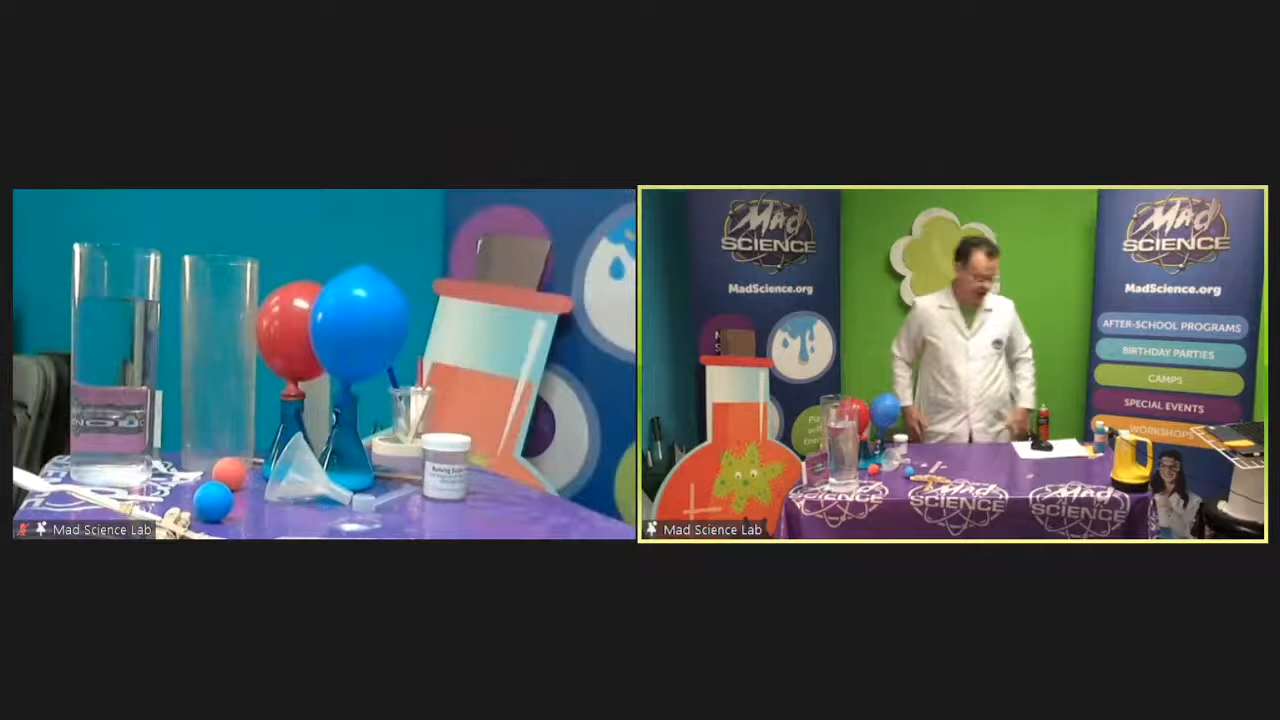 Mad Science Lab
Mad
SCIENCE
MadScience.org
Mad
SCIENCE
MadScience.org
AFTER-SCHOOL PROGRAMS
BIRTHDAY PARTIES
CAMPS
SPECIAL EVENTS
WORKSHOPS
Mad
SCIENCE
Mad
SCIENCE
Mad
SCIENCE
Mad Science Lab